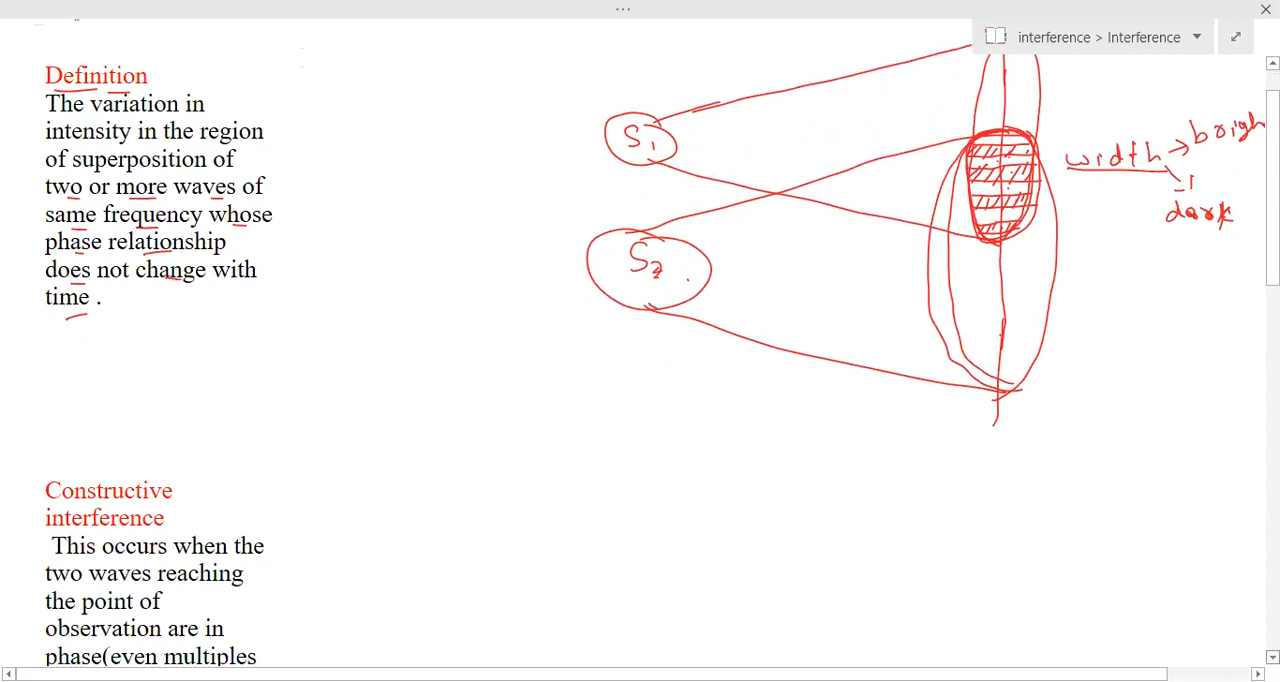 interference > Interference
Definition
The variation in
intensity in the region
of superposition of
two or more waves of
same frequency whose
phase relationship
does not change with
time .
S1
S2
width → brigh
dark
Constructive
interference
This occurs when the
two waves reaching
the point of
observation are in
phase(even multiples